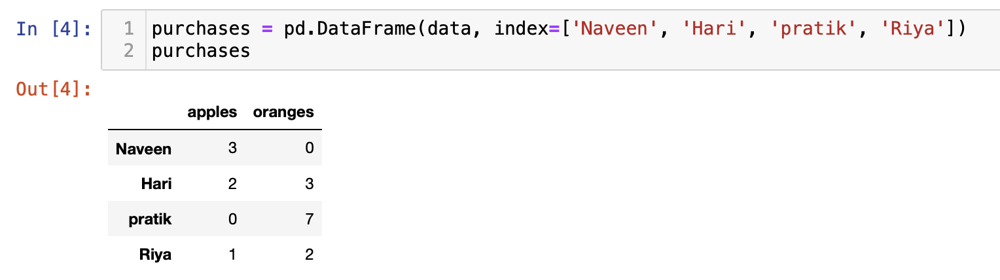 In [4]: 1 purchases = pd.DataFrame(data, index=['Naveen', 'Hari', 'pratik', 'Riya'])
2 purchases
Out[4]:
apples oranges
Naveen 3 0
Hari 2 3
pratik 0 7
Riya 1 2